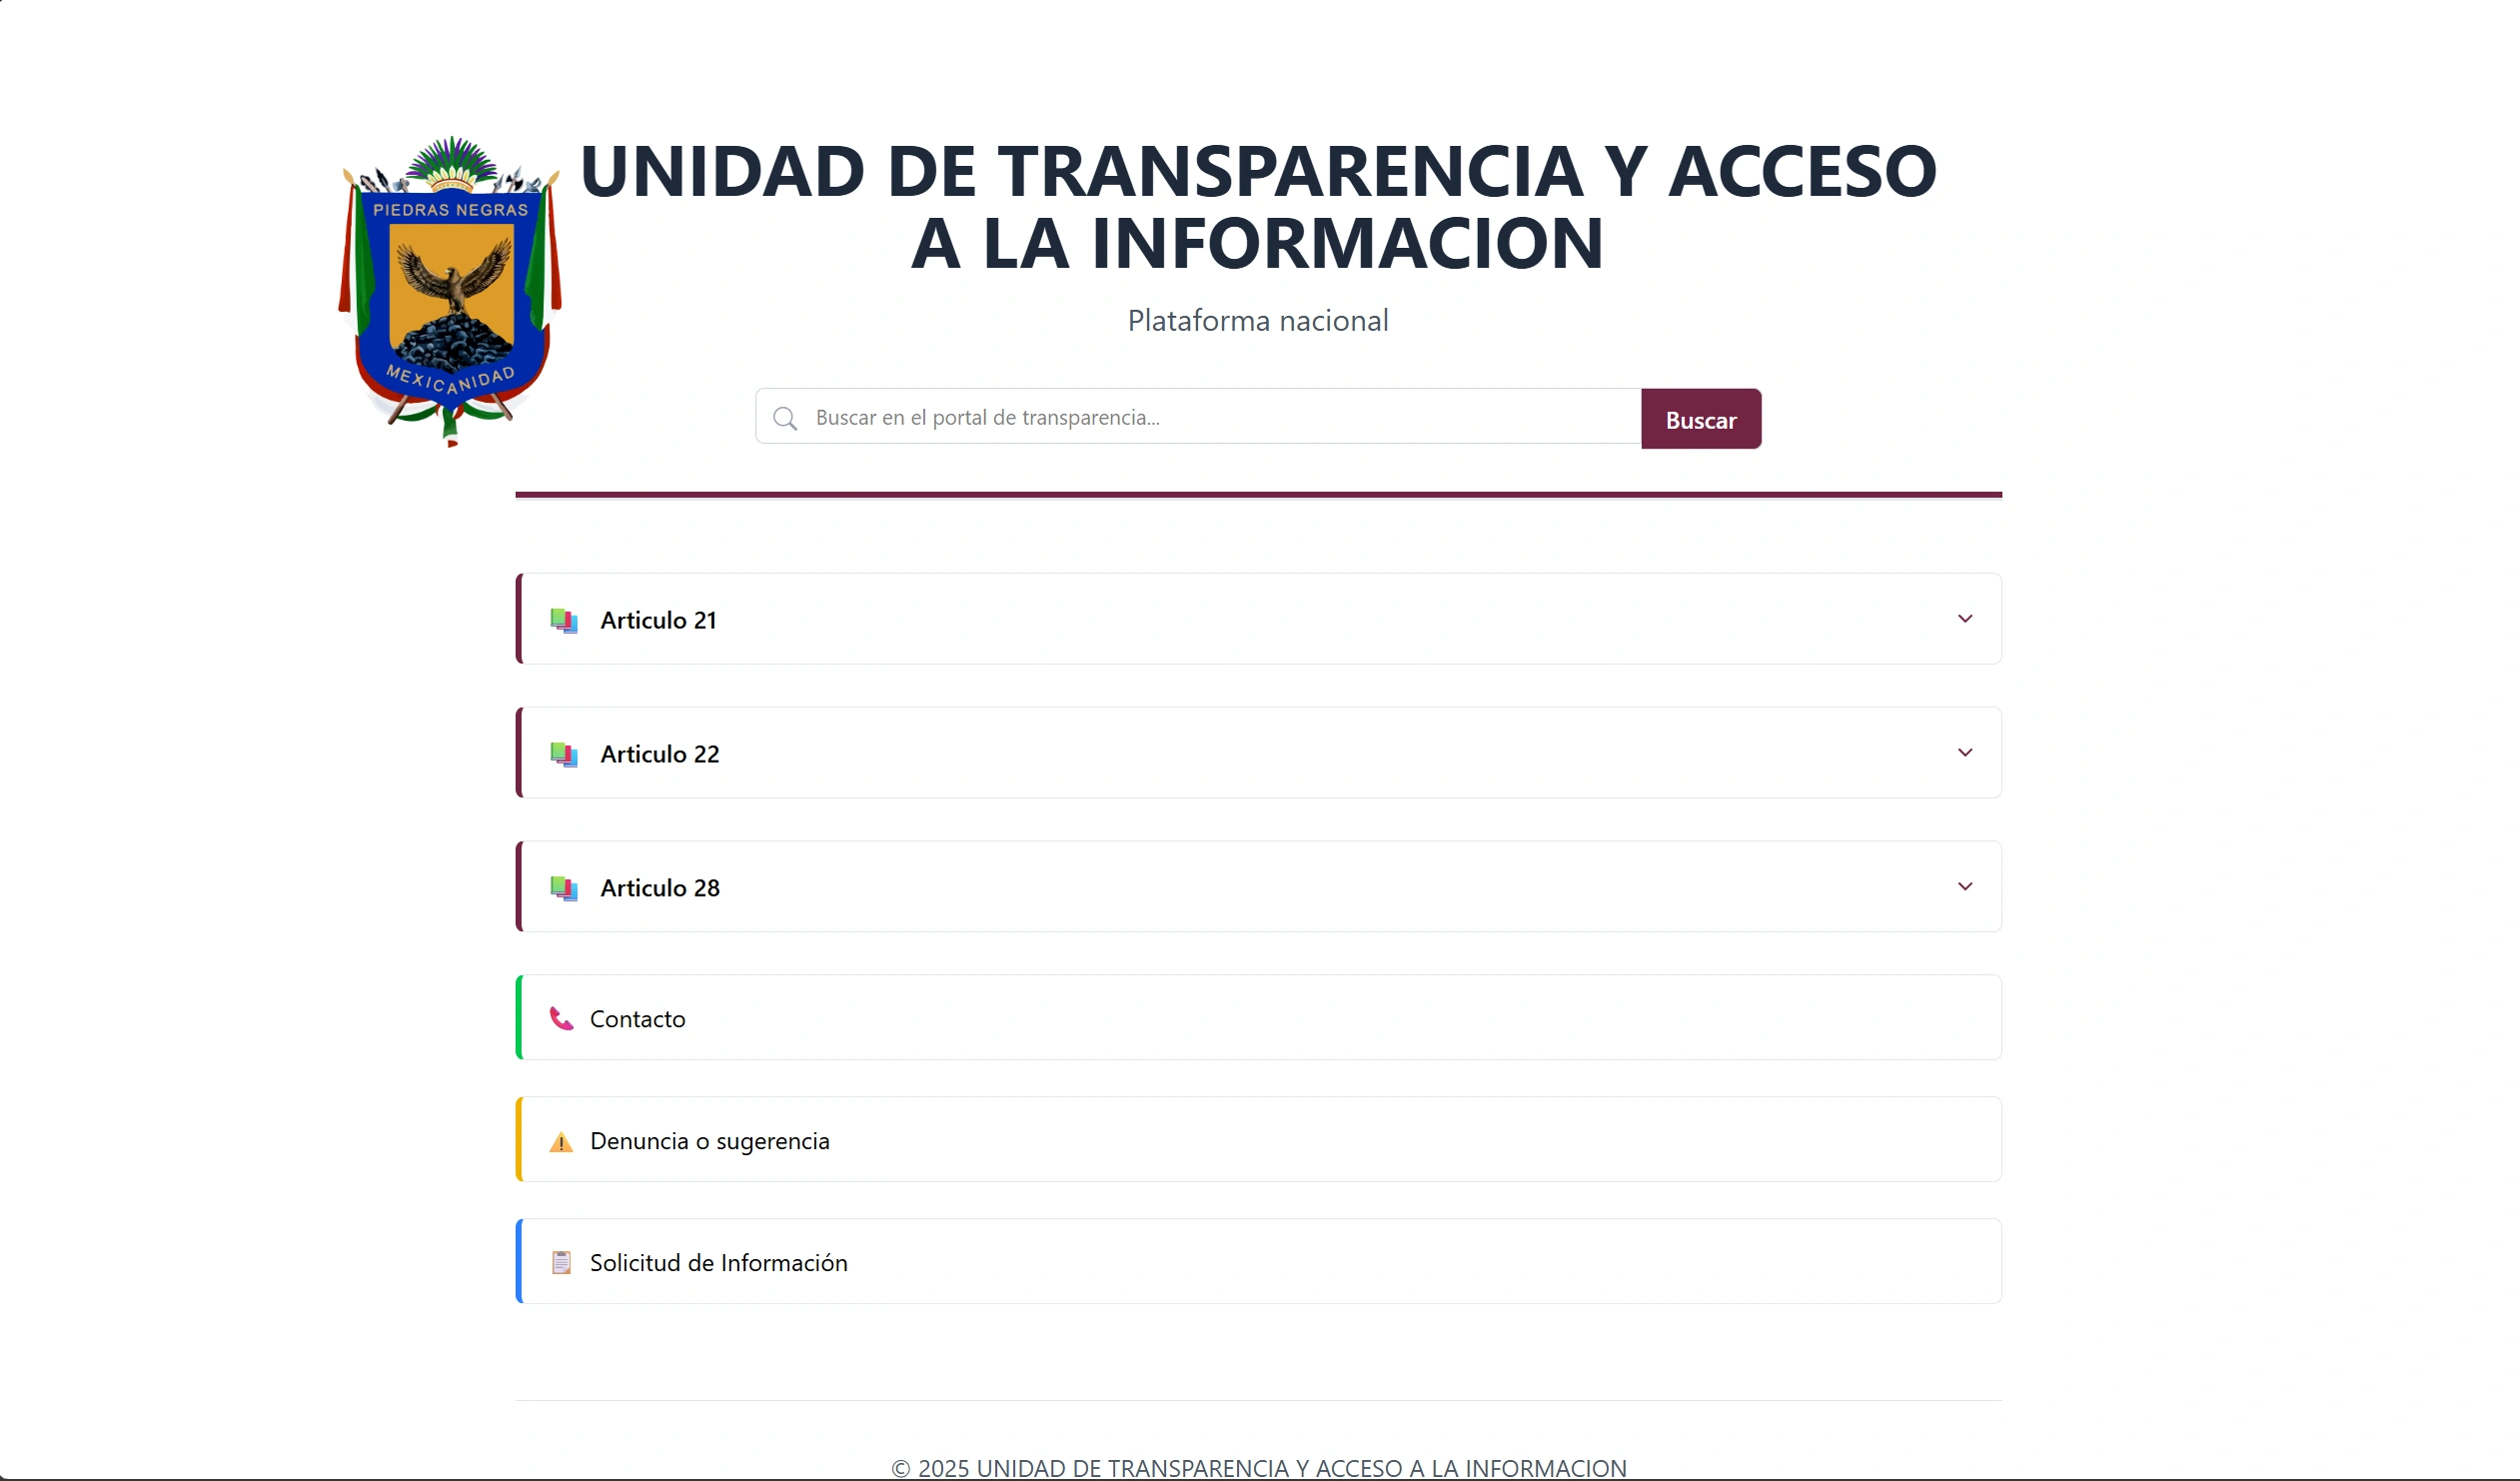 PIEDRAS NEGRAS
MEXICANIDAD
UNIDAD DE TRANSPARENCIA Y ACCESO
A LA INFORMACION
Plataforma nacional
Buscar en el portal de transparencia...
Buscar
Articulo 21
Articulo 22
Articulo 28
Contacto
Denuncia o sugerencia
Solicitud de Información
© 2025 UNIDAD DE TRANSPARENCIA Y ACCESO A LA INFORMACION